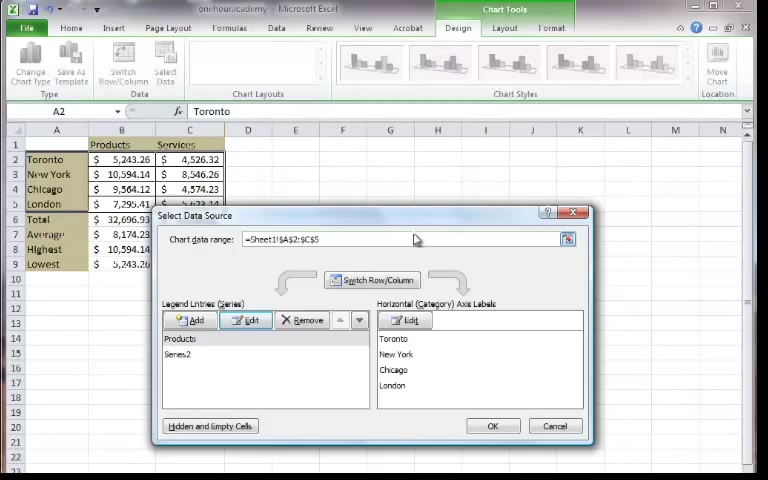 onehouracademy - Microsoft Excel
Chart Tools
File Home Insert Page Layout Formulas Data Review View Acrobat Design Layout Format
Change Chart Type
Save As Template
Switch Row/Column
Select Data
Move Chart
Type Data Chart Layouts Chart Styles Location
A2 fx Toronto
A B C D E F G H I J K L M N
1 Products Services
2 Toronto $ 5,243.26 $ 4,526.32
3 New York $ 10,594.14 $ 8,546.26
4 Chicago $ 9,564.12 $ 4,574.23
5 London $ 7,295.41 $ 5,623.14
6 Total $ 32,696.93
7 Average $ 8,174.23
8 Highest $ 10,594.14
9 Lowest $ 5,243.26
10
11
12
13
14
15
16
17
18
19
20
21
22
23
Select Data Source
Chart data range: =Sheet1!$A$2:$C$5
Switch Row/Column
Legend Entries (Series)
Horizontal (Category) Axis Labels
Add Edit Remove
Edit
Products
Series2
Toronto
New York
Chicago
London
Hidden and Empty Cells
OK Cancel